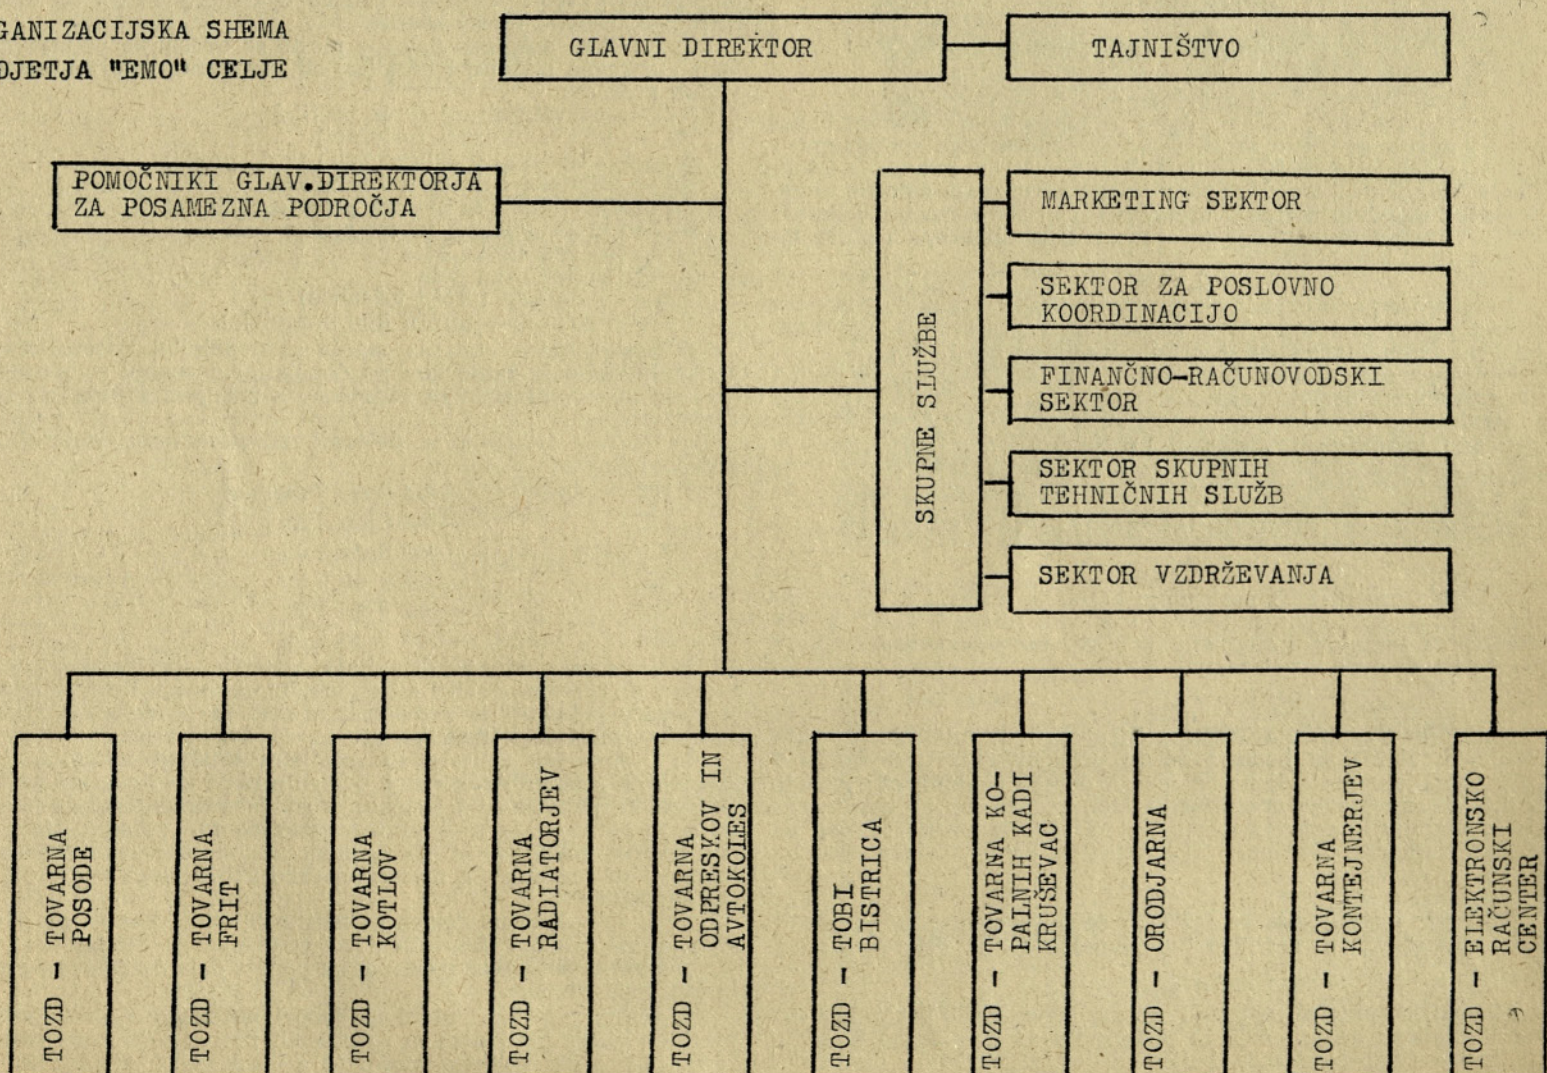 GANIZACIJSKA SHEMA
DJETJA "EMO" CELJE
GLAVNI DIREKTOR
TAJNIŠTVO
POMOČNIKI GLAV.DIREKTORJA
ZA POSAMEZNA PODROČJA
SKUPNE SLUŽBE
MARKETING SEKTOR
SEKTOR ZA POSLOVNO
KOORDINACIJO
FINANČNO-RAČUNOVODSKI
SEKTOR
SEKTOR SKUPNIH
TEHNIČNIH SLUŽB
SEKTOR VZDRŽEVANJA
TOZD - TOVARNA
POSODE
TOZD - TOVARNA
FRIT
TOZD - TOVARNA
KOTLOV
TOZD - TOVARNA
RADIATORJEV
TOZD - TOVARNA
ODPRESKOV IN
AVTOKOLES
TOZD - TOBI
BISTRICA
TOZD - TOVARNA KO-
PALNIH KADI
KRUŠEVAC
TOZD - ORODJARNA
TOZD - TOVARNA
KONTEJNERJEV
TOZD - ELEKTRONSKO
RAČUNSKI
CENTER